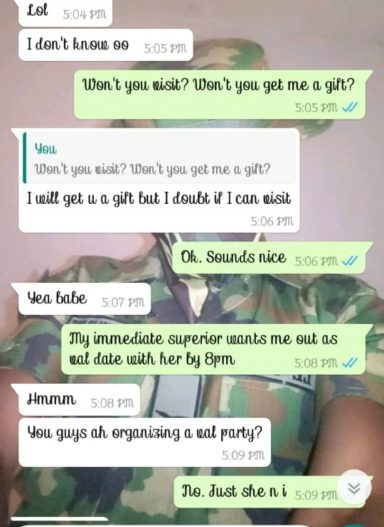 Lol 5:04 PM
I don't know oo 5:05 PM
Won't you visit? Won't you get me a gift?
5:05 PM
You
Won't you visit? Won't you get me a gift?
I will get u a gift but I doubt if I can visit
5:06 PM
Ok. Sounds nice 5:06 PM
Yea babe 5:07 PM
My immediate superior wants me out as
val date with her by 8pm 5:08 PM
Hmmm 5:08 PM
You guys ah organizing a val party?
5:09 PM
No. Just she n i 5:09 PM